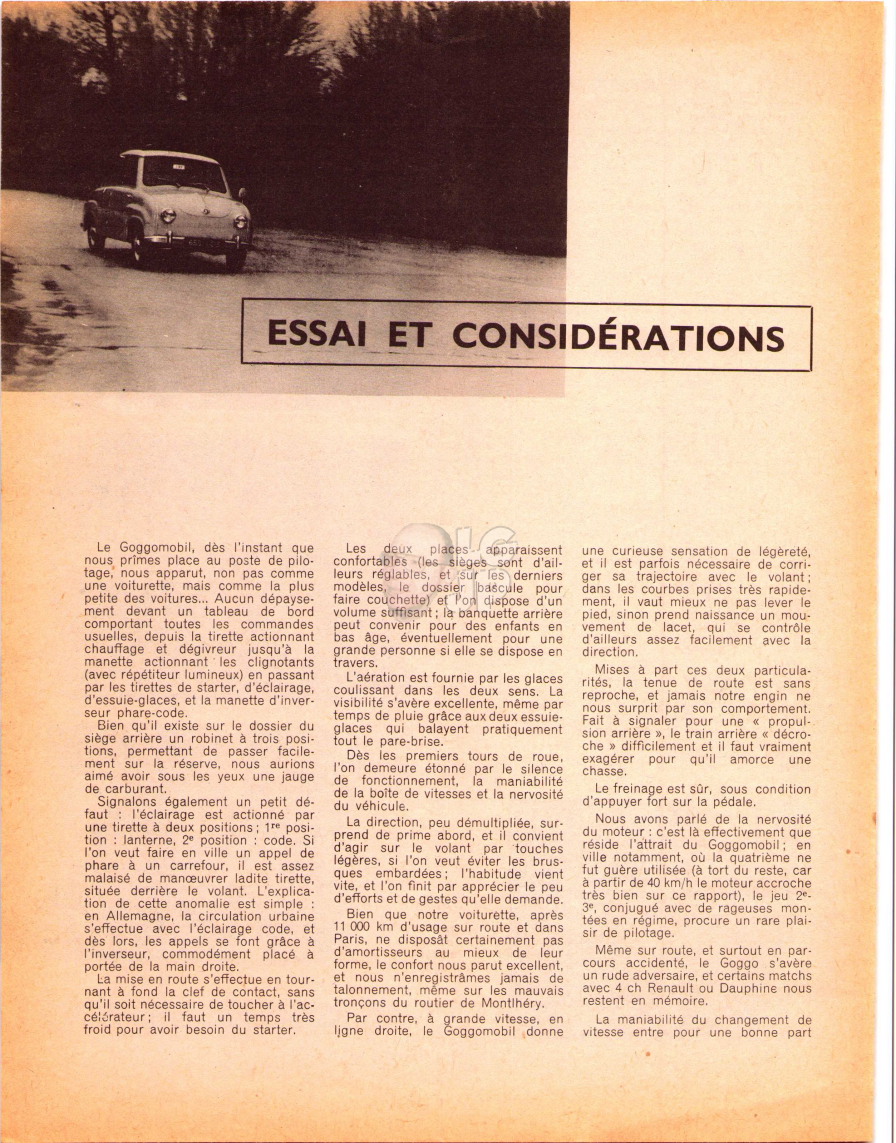 ESSAI ET CONSIDÉRATIONS
Le Goggomobil, dès l'instant que
nous prîmes place au poste de pilo-
tage, nous apparut, non pas comme
une voiturette, mais comme la plus
petite des voitures... Aucun dépayse-
ment devant un tableau de bord
comportant toutes les commandes
usuelles, depuis la tirette actionnant
chauffage et dégivreur jusqu'à la
manette actionnant les clignotants
(avec répétiteur lumineux) en passant
par les tirettes de starter, d'éclairage,
d'essuie-glaces, et la manette d'inver-
seur phare-code.
Bien qu'il existe sur le dossier du
siège arrière un robinet à trois posi-
tions, permettant de passer facile-
ment sur la réserve, nous aurions
aimé avoir sous les yeux une jauge
de carburant.
Signalons également un petit dé-
faut : l'éclairage est actionné par
une tirette à deux positions ; 1re posi-
tion : lanterne, 2e position : code. Si
l'on veut faire en ville un appel de
phare à un carrefour, il est assez
malaisé de manœuvrer ladite tirette,
située derrière le volant. L'explica-
tion de cette anomalie est simple :
en Allemagne, la circulation urbaine
s'effectue avec l'éclairage code, et
dès lors, les appels se font grâce à
l'inverseur, commodément placé à
portée de la main droite.
La mise en route s'effectue en tour-
nant à fond la clef de contact, sans
qu'il soit nécessaire de toucher à l'ac-
célérateur ; il faut un temps très
froid pour avoir besoin du starter.
Les deux places apparaissent
confortables (les sièges sont d'ail-
leurs réglables, et sur les derniers
modèles, le dossier bascule pour
faire couchette) et l'on dispose d'un
volume suffisant ; la banquette arrière
peut convenir pour des enfants en
bas âge, éventuellement pour une
grande personne si elle se dispose en
travers.
L'aération est fournie par les glaces
coulissant dans les deux sens. La
visibilité s'avère excellente, même par
temps de pluie grâce aux deux essuie-
glaces qui balayent pratiquement
tout le pare-brise.
Dès les premiers tours de roue,
l'on demeure étonné par le silence
de fonctionnement, la maniabilité
de la boîte de vitesses et la nervosité
du véhicule.
La direction, peu démultipliée, sur-
prend de prime abord, et il convient
d'agir sur le volant par touches
légères, si l'on veut éviter les brus-
ques embardées ; l'habitude vient
vite, et l'on finit par apprécier le peu
d'efforts et de gestes qu'elle demande.
Bien que notre voiturette, après
11 000 km d'usage sur route et dans
Paris, ne disposât certainement pas
d'amortisseurs au mieux de leur
forme, le confort nous parut excellent,
et nous n'enregistrâmes jamais de
talonnement, même sur les mauvais
tronçons du routier de Montlhéry.
Par contre, à grande vitesse, en
ligne droite, le Goggomobil donne
une curieuse sensation de légèreté,
et il est parfois nécessaire de corri-
ger sa trajectoire avec le volant ;
dans les courbes prises très rapide-
ment, il vaut mieux ne pas lever le
pied, sinon prend naissance un mou-
vement de lacet, qui se contrôle
d'ailleurs assez facilement avec la
direction.
Mises à part ces deux particula-
rités, la tenue de route est sans
reproche, et jamais notre engin ne
nous surprit par son comportement.
Fait à signaler pour une « propul-
sion arrière », le train arrière « décro-
che » difficilement et il faut vraiment
exagérer pour qu'il amorce une
chasse.
Le freinage est sûr, sous condition
d'appuyer fort sur la pédale.
Nous avons parlé de la nervosité
du moteur : c'est là effectivement que
réside l'attrait du Goggomobil ; en
ville notamment, où la quatrième ne
fut guère utilisée (à tort du reste, car
à partir de 40 km/h le moteur accroche
très bien sur ce rapport), le jeu 2e-
3e, conjugué avec de rageuses mon-
tées en régime, procure un rare plai-
sir de pilotage.
Même sur route, et surtout en par-
cours accidenté, le Goggo s'avère
un rude adversaire, et certains matchs
avec 4 ch Renault ou Dauphine nous
restent en mémoire.
La maniabilité du changement de
vitesse entre pour une bonne part